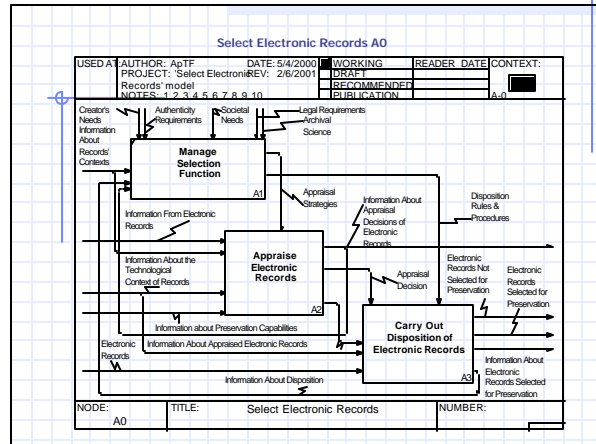 Select Electronic Records A0
USED AT: AUTHOR: ApTF DATE: 5/4/2000 WORKING READER DATE CONTEXT:
PROJECT: 'Select Electronic REV: 2/6/2001 DRAFT
Records' model RECOMMENDED
NOTES: 1 2 3 4 5 6 7 8 9 10 PUBLICATION A-0
Creator's
Needs
Information
About
Records'
Contexts
Authenticity
Requirements
Societal
Needs
Legal Requirements
Archival
Science
Manage
Selection
Function
A1
Appraisal
Strategies
Information About
Appraisal
Decisions of
Electronic
Records
Disposition
Rules &
Procedures
Information From Electronic
Records
Information About the
Technological
Context of Records
Appraise
Electronic
Records
A2
Appraisal
Decision
Electronic
Records Not
Selected for
Preservation
Electronic
Records
Selected for
Preservation
Information about Preservation Capabilities
Electronic
Records
Information About Appraised Electronic Records
Carry Out
Disposition of
Electronic Records
A3
Information About
Electronic
Records Selected
for Preservation
Information About Disposition
NODE: TITLE: Select Electronic Records NUMBER:
A0